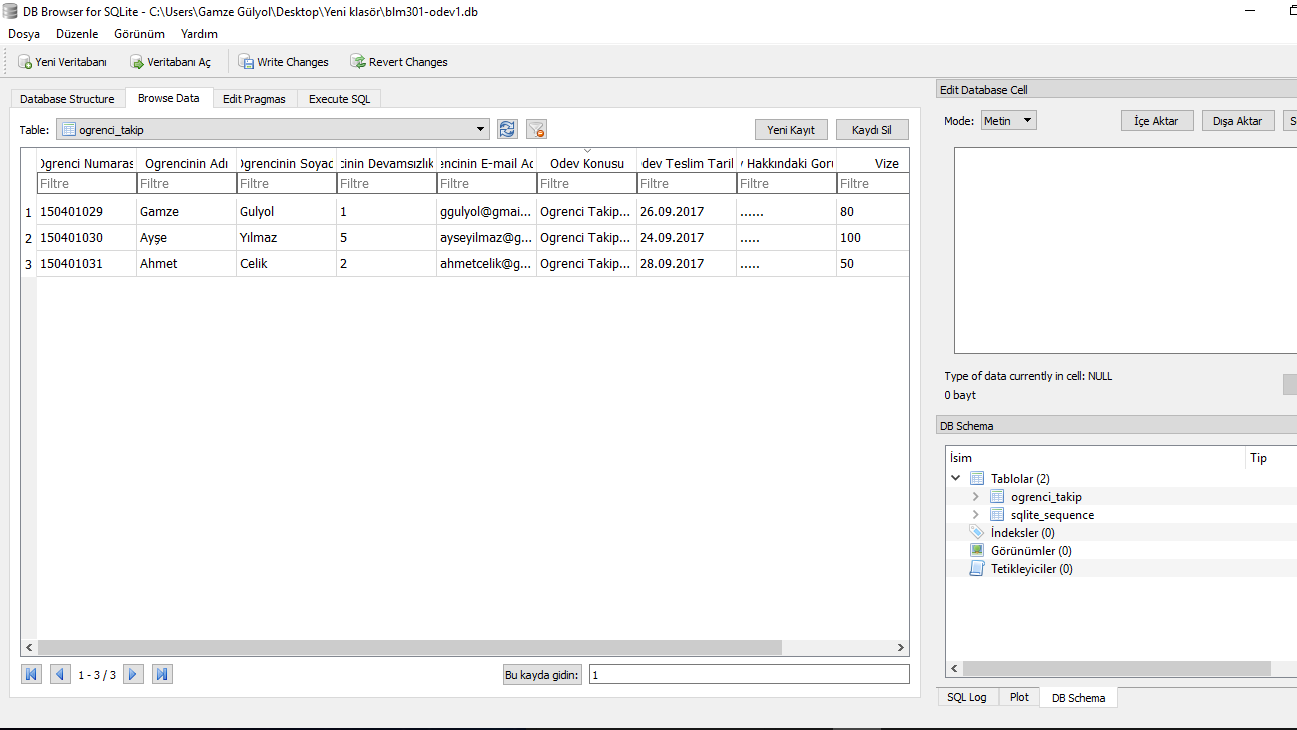 DB Browser for SQLite - C:\Users\Gamze Gülyol\Desktop\Yeni klasör\blm301-odev1.db
Dosya Düzenle Görünüm Yardım
Yeni Veritabanı Veritabanı Aç Write Changes Revert Changes
Database Structure Browse Data Edit Pragmas Execute SQL
Table: ogrenci_takip
Yeni Kayıt Kaydı Sil
Ogrenci Numaras Ogrencinin Adı Ogrencinin Soyad cinin Devamsızlık encinin E-mail Ad Odev Konusu Odev Teslim Tarih v Hakkındaki Goru Vize
Filtre Filtre Filtre Filtre Filtre Filtre Filtre Filtre Filtre
1 150401029 Gamze Gulyol 1 ggulyol@gmai... Ogrenci Takip... 26.09.2017 ...... 80
2 150401030 Ayşe Yılmaz 5 ayseyilmaz@g... Ogrenci Takip... 24.09.2017 ..... 100
3 150401031 Ahmet Celik 2 ahmetcelik@g... Ogrenci Takip... 28.09.2017 ..... 50
1 - 3 / 3
Bu kayda gidin: 1
Edit Database Cell
Mode: Metin İçe Aktar Dışa Aktar S
Type of data currently in cell: NULL
0 bayt
DB Schema
İsim Tip
Tablolar (2)
ogrenci_takip
sqlite_sequence
İndeksler (0)
Görünümler (0)
Tetikleyiciler (0)
SQL Log Plot DB Schema